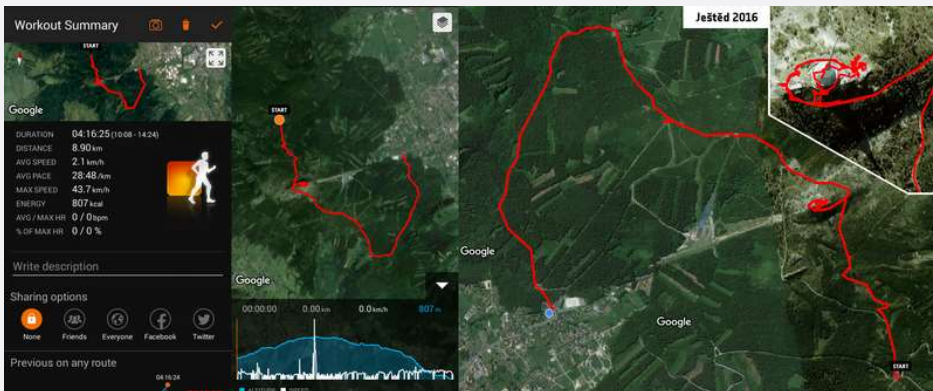 Workout Summary
START
Google
DURATION 04:16:25 (10:08 - 14:24)
DISTANCE 8.90 km
AVG SPEED 2.1 km/h
AVG PACE 28:48 /km
MAX SPEED 43.7 km/h
ENERGY 807 kcal
AVG / MAX HR 0 / 0 bpm
% OF MAX HR 0 / 0 %
Write description
Sharing options
None Friends Everyone Facebook Twitter
Previous on any route
04:16:24
START
Google
00:00:00 0.00 km 0.0 km/h 807 m
ALTITUDE SPEED
Ještěd 2016
Google
Google
START